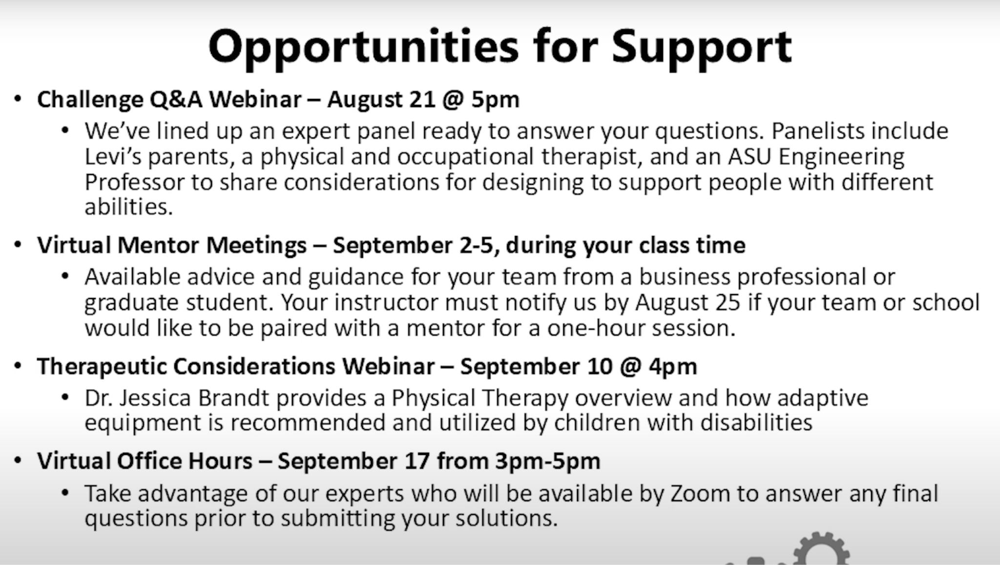 Opportunities for Support
• Challenge Q&A Webinar – August 21 @ 5pm
• We’ve lined up an expert panel ready to answer your questions. Panelists include
Levi’s parents, a physical and occupational therapist, and an ASU Engineering
Professor to share considerations for designing to support people with different
abilities.
• Virtual Mentor Meetings – September 2-5, during your class time
• Available advice and guidance for your team from a business professional or
graduate student. Your instructor must notify us by August 25 if your team or school
would like to be paired with a mentor for a one-hour session.
• Therapeutic Considerations Webinar – September 10 @ 4pm
• Dr. Jessica Brandt provides a Physical Therapy overview and how adaptive
equipment is recommended and utilized by children with disabilities
• Virtual Office Hours – September 17 from 3pm-5pm
• Take advantage of our experts who will be available by Zoom to answer any final
questions prior to submitting your solutions.